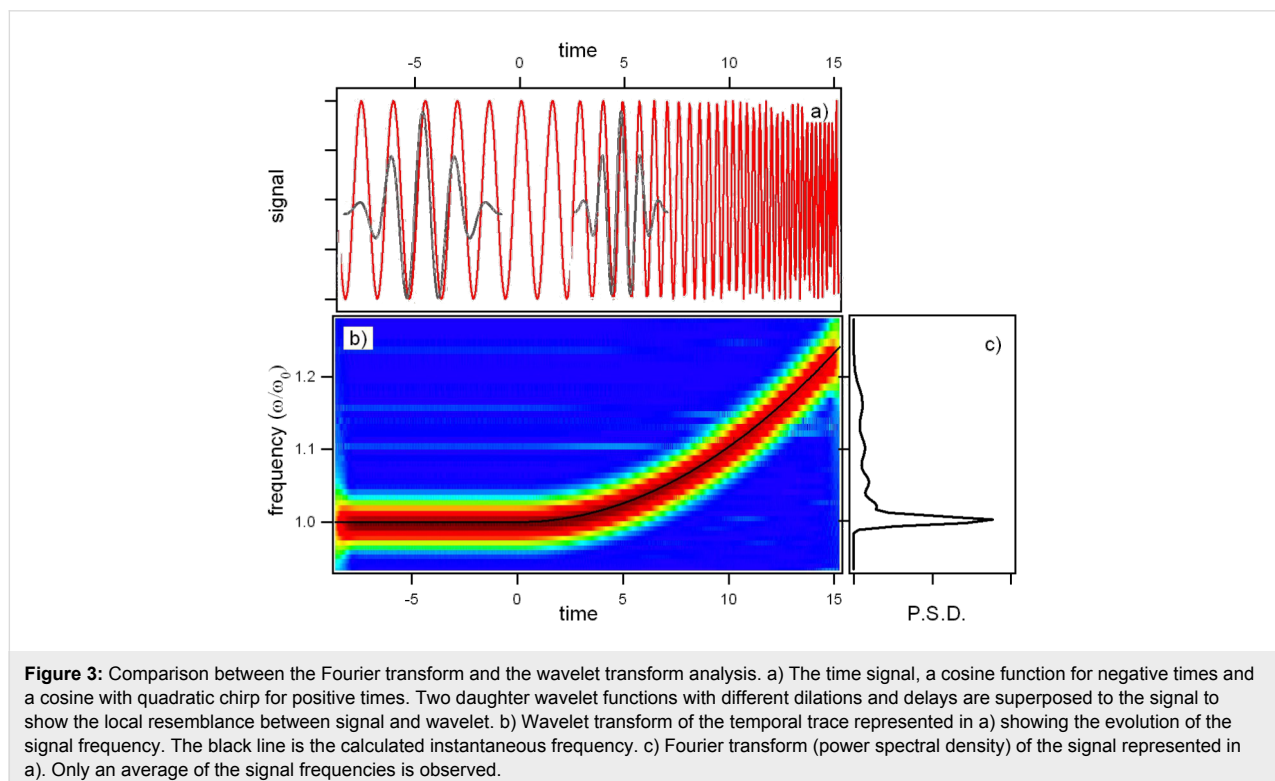 time
-5 0 5 10 15
a)
signal
b)
c)
frequency (ω/ω₀)
1.2
1.1
1.0
-5 0 5 10 15
time
P.S.D.
Figure 3: Comparison between the Fourier transform and the wavelet transform analysis. a) The time signal, a cosine function for negative times and
a cosine with quadratic chirp for positive times. Two daughter wavelet functions with different dilations and delays are superposed to the signal to
show the local resemblance between signal and wavelet. b) Wavelet transform of the temporal trace represented in a) showing the evolution of the
signal frequency. The black line is the calculated instantaneous frequency. c) Fourier transform (power spectral density) of the signal represented in
a). Only an average of the signal frequencies is observed.